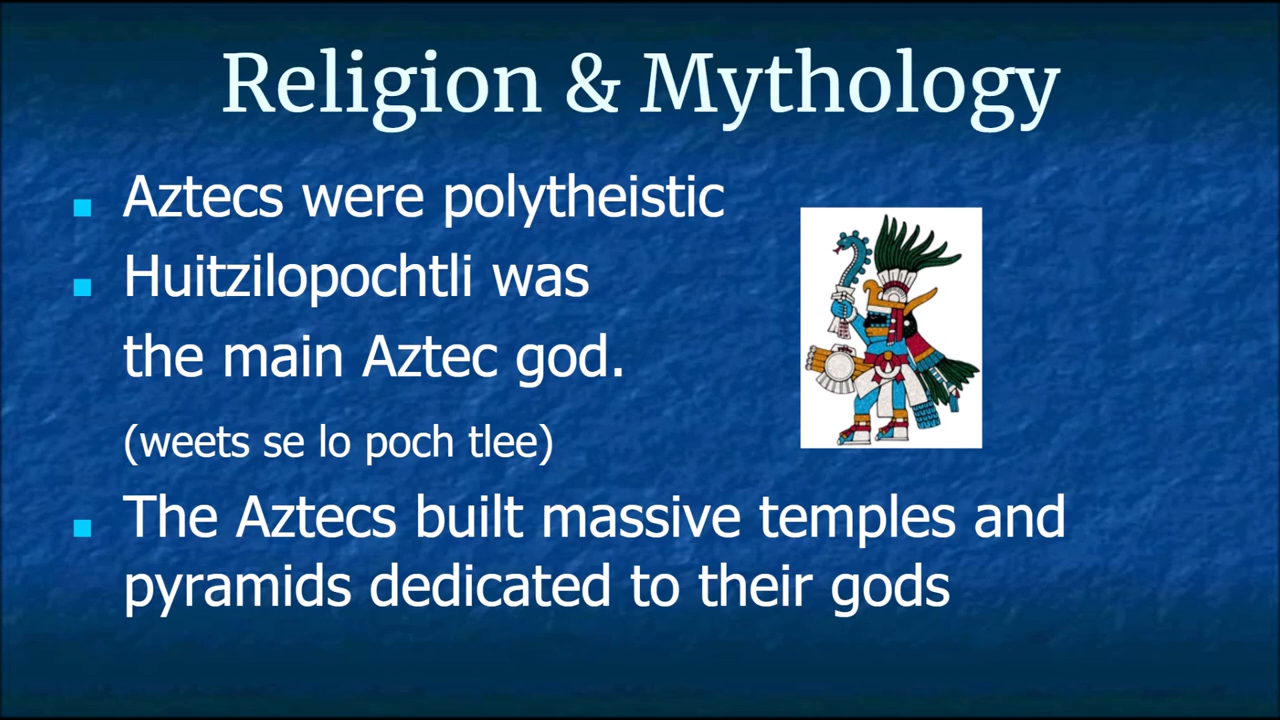 Religion & Mythology
Aztecs were polytheistic
Huitzilopochtli was
the main Aztec god.
(weets se lo poch tlee)
The Aztecs built massive temples and
pyramids dedicated to their gods